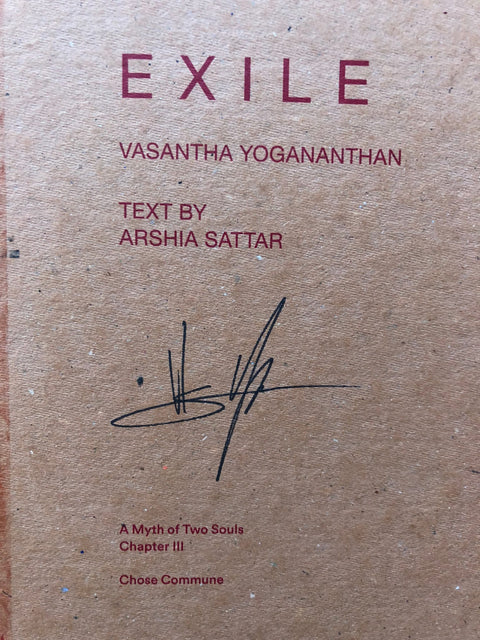 EXILE
VASANTHA YOGANANTHAN
TEXT BY
ARSHIA SATTAR
A Myth of Two Souls
Chapter III
Chose Commune